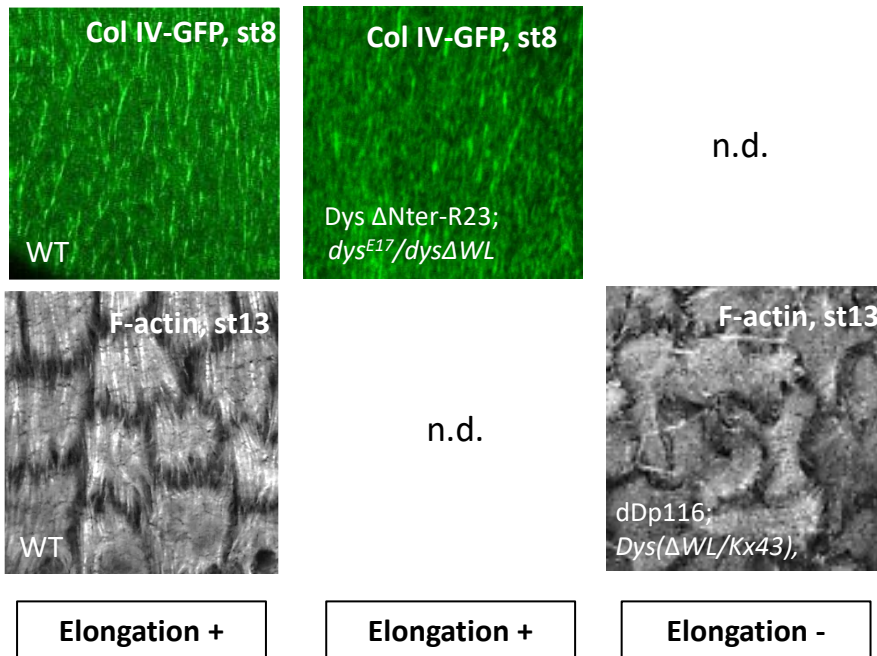 Col IV-GFP, st8
Col IV-GFP, st8
n.d.
Dys ΔNter-R23;
WT
dysE17/dysΔWL
F-actin, st13
F-actin, st13
n.d.
dDp116;
WT
Dys(ΔWL/Kx43),
Elongation +
Elongation +
Elongation -